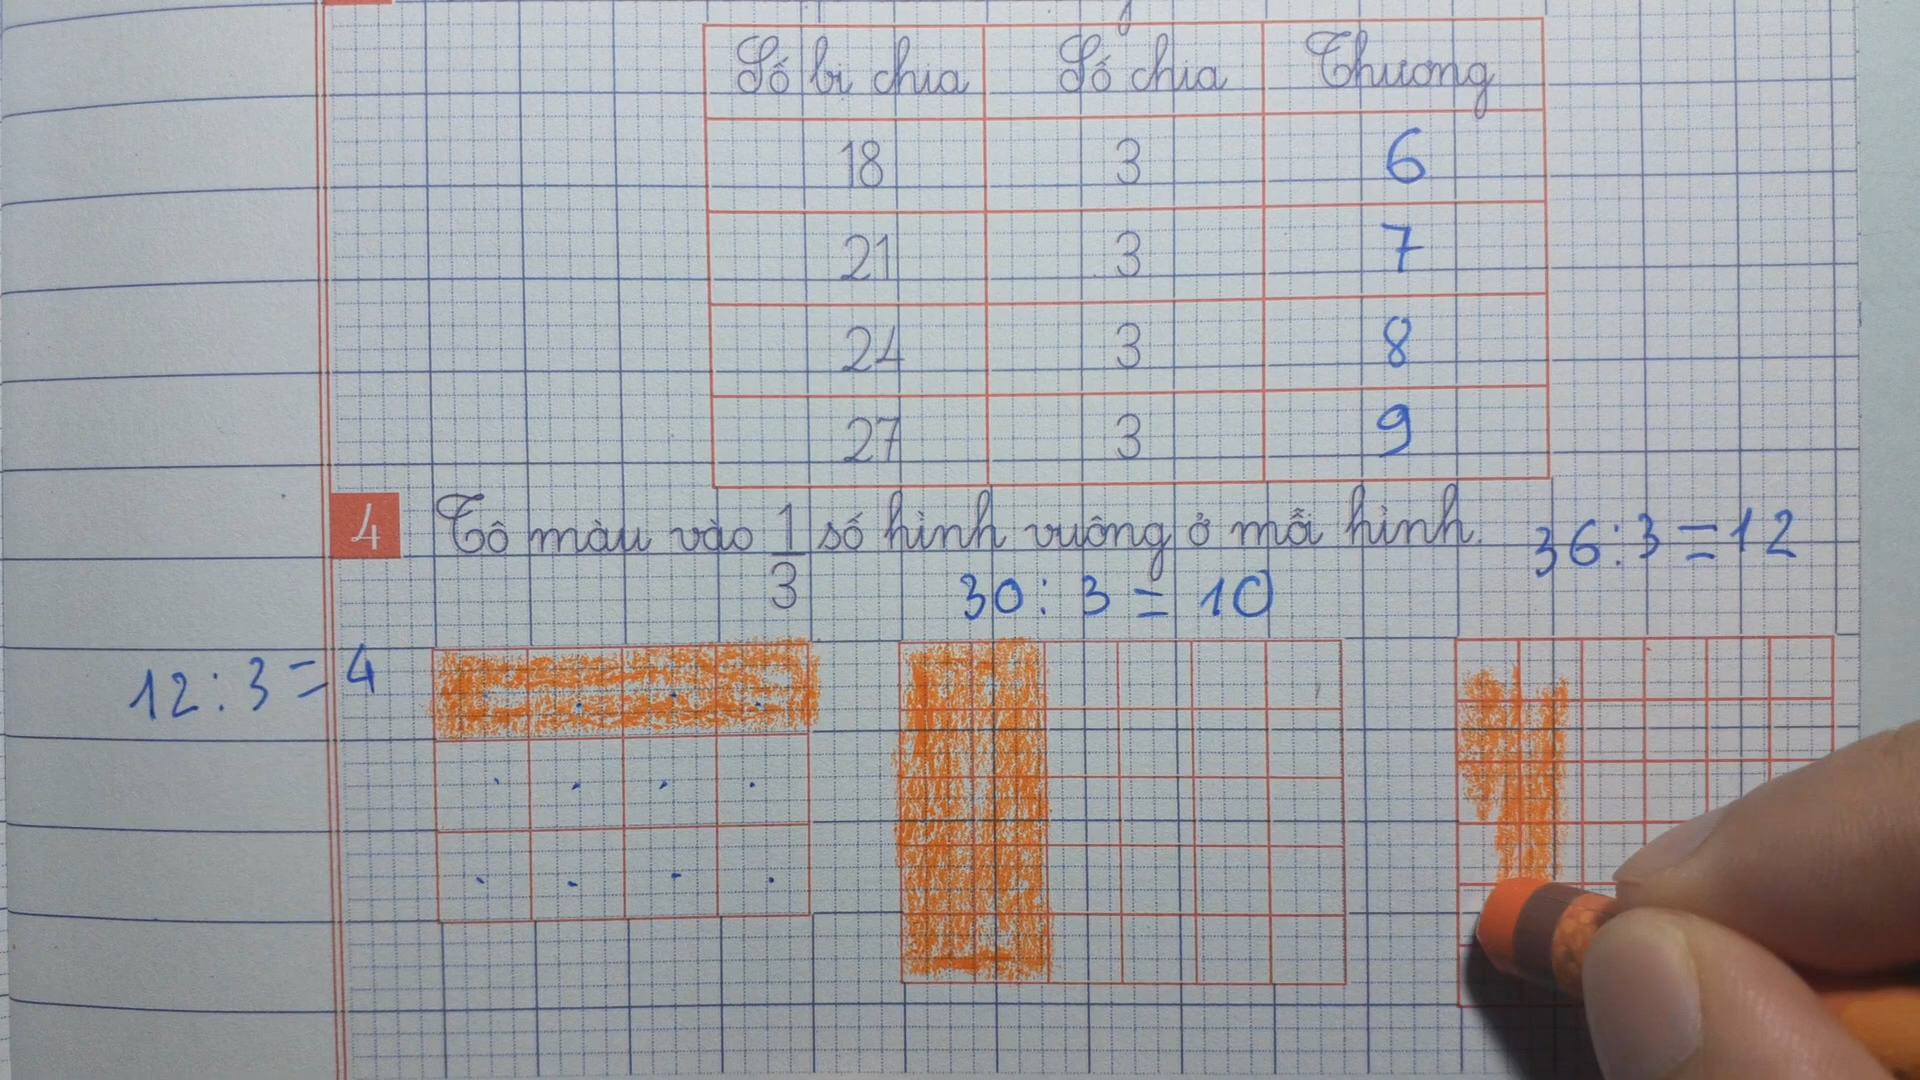 Số bị chia Số chia Thương
18 3 6
21 3 7
24 3 8
27 3 9
4 Tô màu vào 1/3 số hình vuông ở mỗi hình.
36 : 3 = 12
30 : 3 = 10
12 : 3 = 4